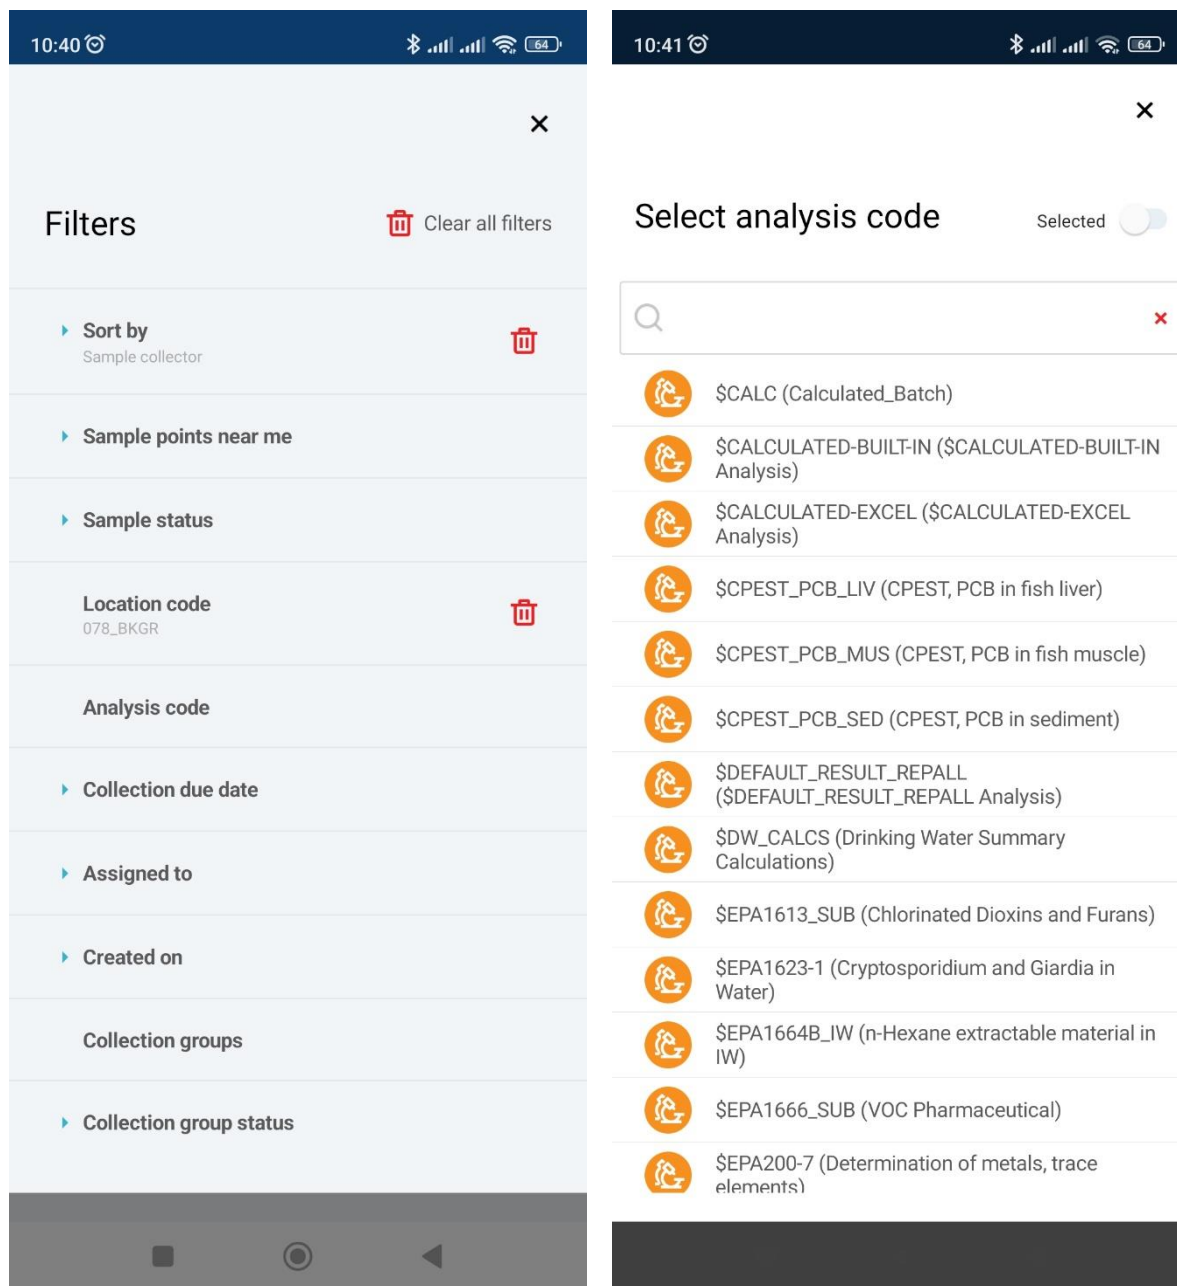 10:40
64
Filters
Clear all filters
Sort by
Sample collector
Sample points near me
Sample status
Location code
078_BKGR
Analysis code
Collection due date
Assigned to
Created on
Collection groups
Collection group status
10:41
64
Select analysis code
Selected
$CALC (Calculated_Batch)
$CALCULATED-BUILT-IN ($CALCULATED-BUILT-IN
Analysis)
$CALCULATED-EXCEL ($CALCULATED-EXCEL
Analysis)
$CPEST_PCB_LIV (CPEST, PCB in fish liver)
$CPEST_PCB_MUS (CPEST, PCB in fish muscle)
$CPEST_PCB_SED (CPEST, PCB in sediment)
$DEFAULT_RESULT_REPALL
($DEFAULT_RESULT_REPALL Analysis)
$DW_CALCS (Drinking Water Summary
Calculations)
$EPA1613_SUB (Chlorinated Dioxins and Furans)
$EPA1623-1 (Cryptosporidium and Giardia in
Water)
$EPA1664B_IW (n-Hexane extractable material in
IW)
$EPA1666_SUB (VOC Pharmaceutical)
$EPA200-7 (Determination of metals, trace
elements)